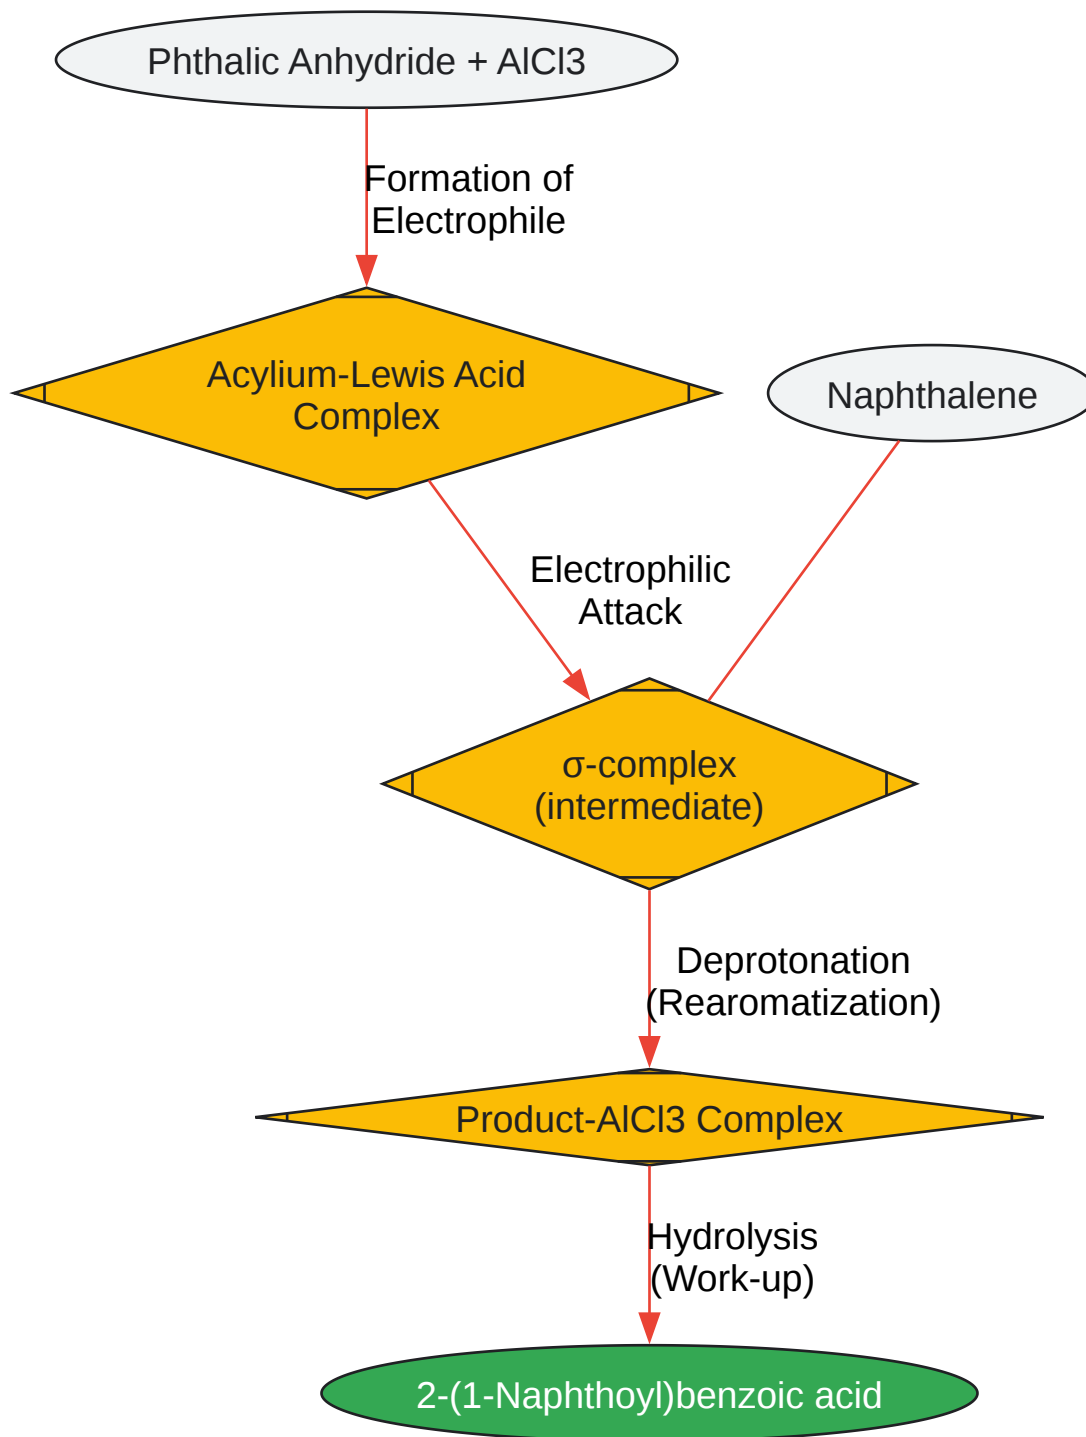 Phthalic Anhydride + AlCl3
Formation of
Electrophile
Acylium-Lewis Acid
Complex
Naphthalene
Electrophilic
Attack
σ-complex
(intermediate)
Deprotonation
(Rearomatization)
Product-AlCl3 Complex
Hydrolysis
(Work-up)
2-(1-Naphthoyl)benzoic acid